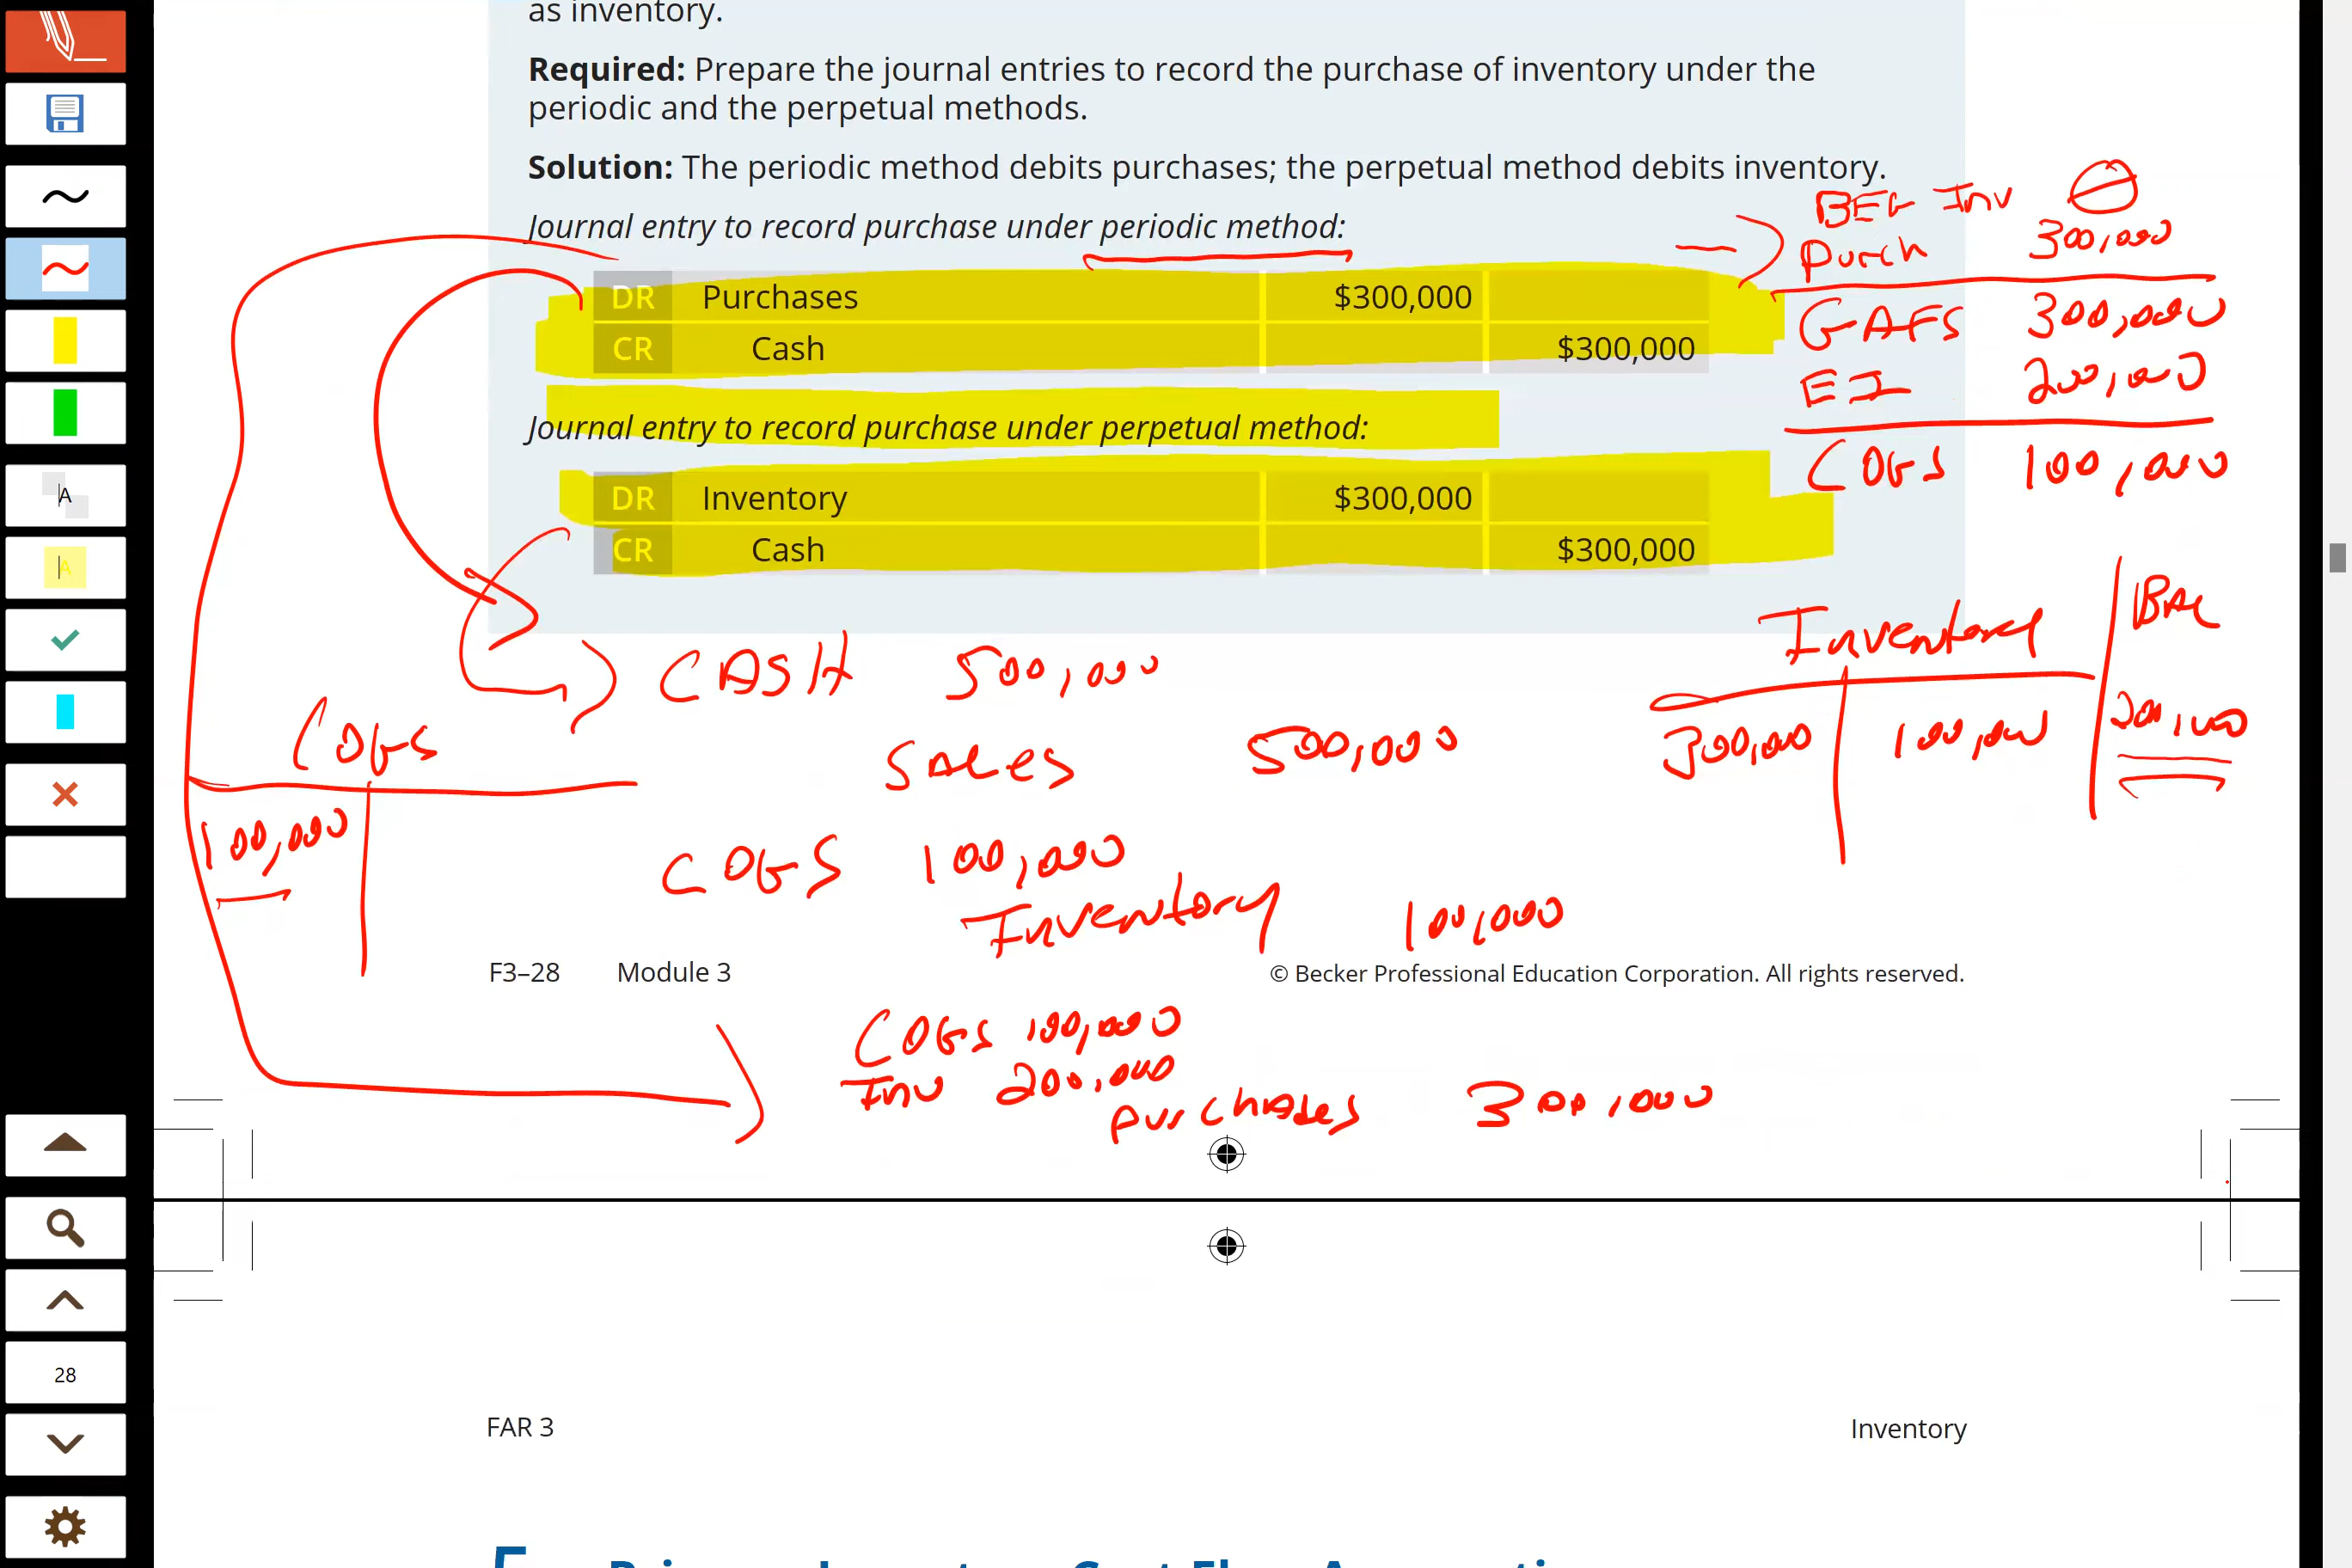 as inventory.
Required: Prepare the journal entries to record the purchase of inventory under the
periodic and the perpetual methods.
Solution: The periodic method debits purchases; the perpetual method debits inventory.
Journal entry to record purchase under periodic method:
DR Purchases $300,000
CR Cash $300,000
Journal entry to record purchase under perpetual method:
DR Inventory $300,000
CR Cash $300,000
BEG Inv
Purch 300,000
GAFS 300,000
EI 200,000
COGS 100,000
CASH 500,000
Sales 500,000
COGS
100,000
COGS 100,000
Inventory 100,000
Inventory BAL
300,000 100,000 200,000
F3–28 Module 3 © Becker Professional Education Corporation. All rights reserved.
COGS 100,000
Inv 200,000
Purchases 300,000
FAR 3 Inventory
A
A
28